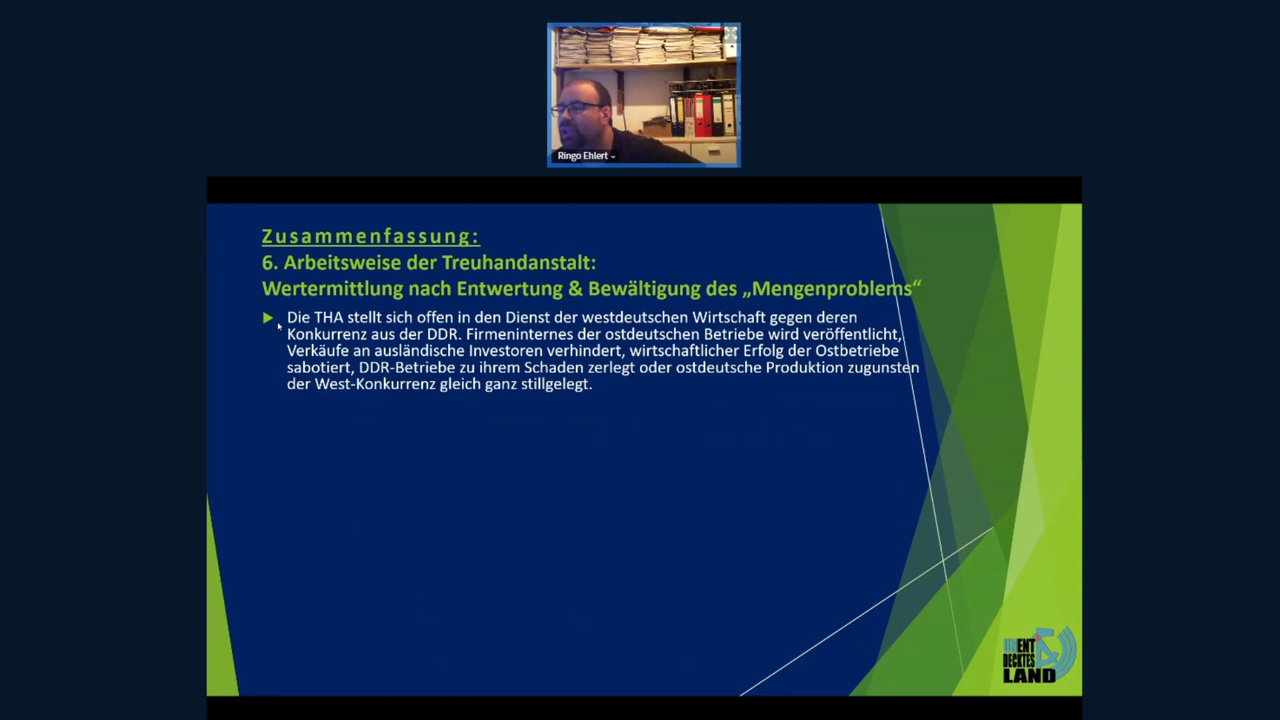 Ringo Ehlert
Zusammenfassung:
6. Arbeitsweise der Treuhandanstalt:
Wertermittlung nach Entwertung & Bewältigung des „Mengenproblems“
Die THA stellt sich offen in den Dienst der westdeutschen Wirtschaft gegen deren
Konkurrenz aus der DDR. Firmeninternes der ostdeutschen Betriebe wird veröffentlicht,
Verkäufe an ausländische Investoren verhindert, wirtschaftlicher Erfolg der Ostbetriebe
sabotiert, DDR-Betriebe zu ihrem Schaden zerlegt oder ostdeutsche Produktion zugunsten
der West-Konkurrenz gleich ganz stillgelegt.
UNENT
DECKTES
LAND